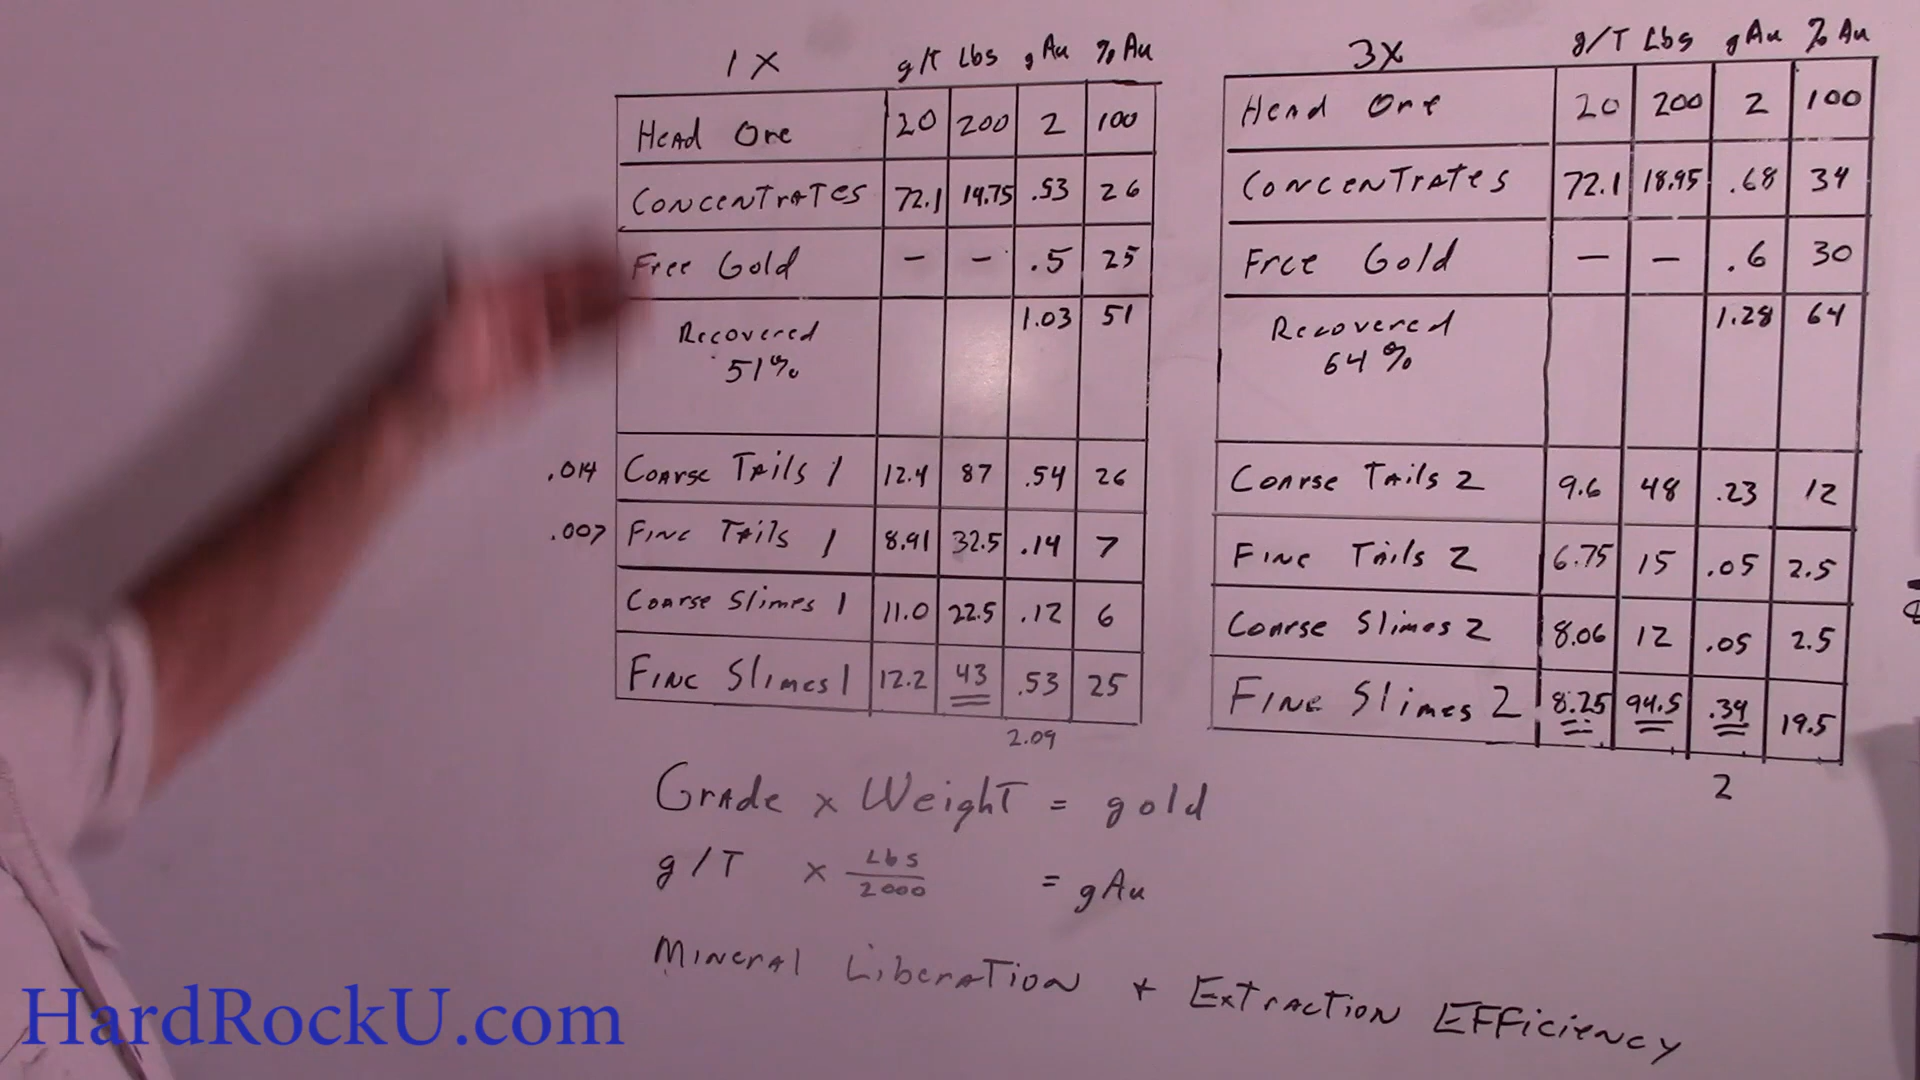 1X g/T Lbs gAu % Au
Head Ore 20 200 2 100
Concentrates 72.1 14.75 .53 26
Free Gold - - .5 25
Recovered 1.03 51
51%
.014 Coarse Tails 1 12.4 87 .54 26
.007 Fine Tails 1 8.91 32.5 .14 7
Coarse Slimes 1 11.0 22.5 .12 6
Fine Slimes 1 12.2 43 .53 25
2.09
3X g/T Lbs gAu % Au
Head Ore 20 200 2 100
Concentrates 72.1 18.95 .68 34
Free Gold - - .6 30
Recovered 1.28 64
64%
Coarse Tails 2 9.6 48 .23 12
Fine Tails 2 6.75 15 .05 2.5
Coarse Slimes 2 8.06 12 .05 2.5
Fine Slimes 2 8.25 94.5 .39 19.5
2
Grade x Weight = gold
g/T x Lbs/2000 = gAu
Mineral Liberation + Extraction Efficiency
HardRockU.com